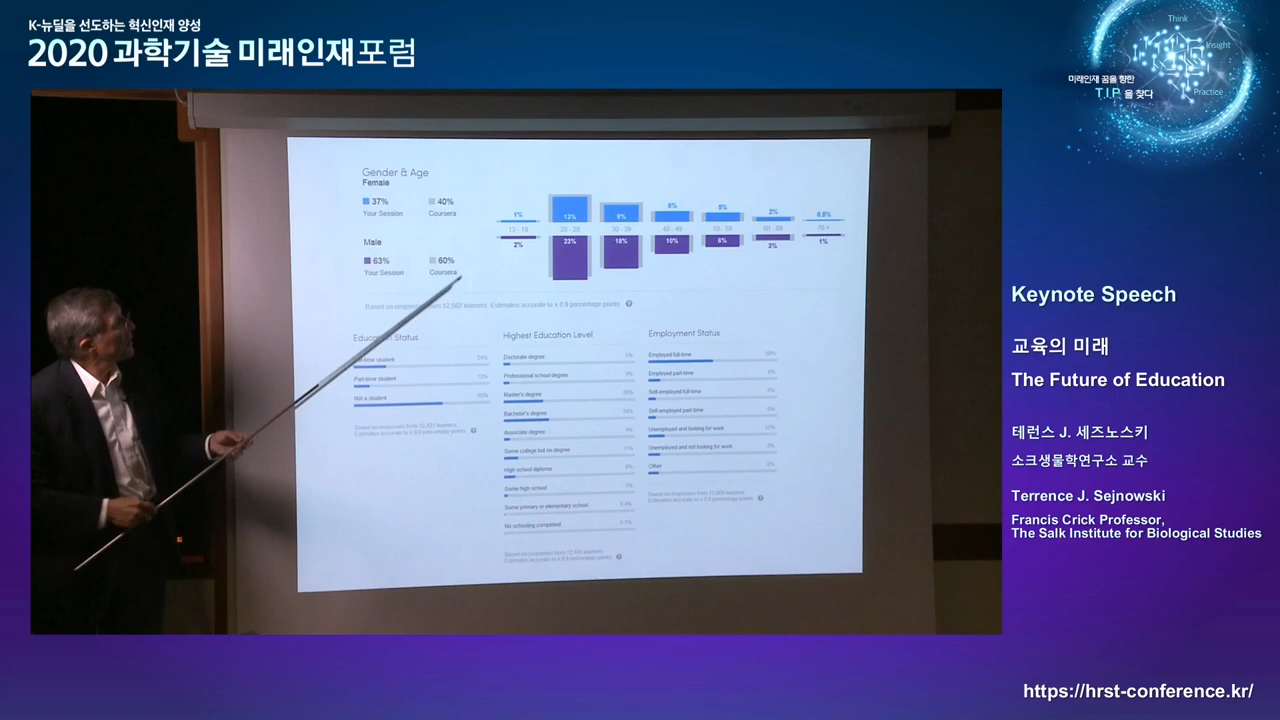 K-뉴딜을 선도하는 혁신인재 양성
2020 과학기술 미래인재포럼
Think
Insight
Practice
미래인재 꿈을 향한
T.I.P 을 찾다
Gender & Age
Female
37%
40%
Your Session
Coursera
Male
63%
60%
Your Session
Coursera
1% 13% 9% 6% 5% 2% 0.8%
13 - 19 20 - 29 30 - 39 40 - 49 50 - 59 60 - 69 70 +
2% 23% 18% 10% 6% 3% 1%
Education Status
Part-time student
Not a student
Highest Education Level
Doctorate degree
Professional school degree
Master's degree
Bachelor's degree
Associate degree
Some college but no degree
High school diploma
Some high school
Some primary or elementary school
No schooling completed
Employment Status
Employed full-time
Employed part-time
Self-employed full-time
Self-employed part-time
Unemployed and looking for work
Unemployed and not looking for work
Other
Keynote Speech
교육의 미래
The Future of Education
테런스 J. 세즈노스키
소크생물학연구소 교수
Terrence J. Sejnowski
Francis Crick Professor,
The Salk Institute for Biological Studies
https://hrst-conference.kr/